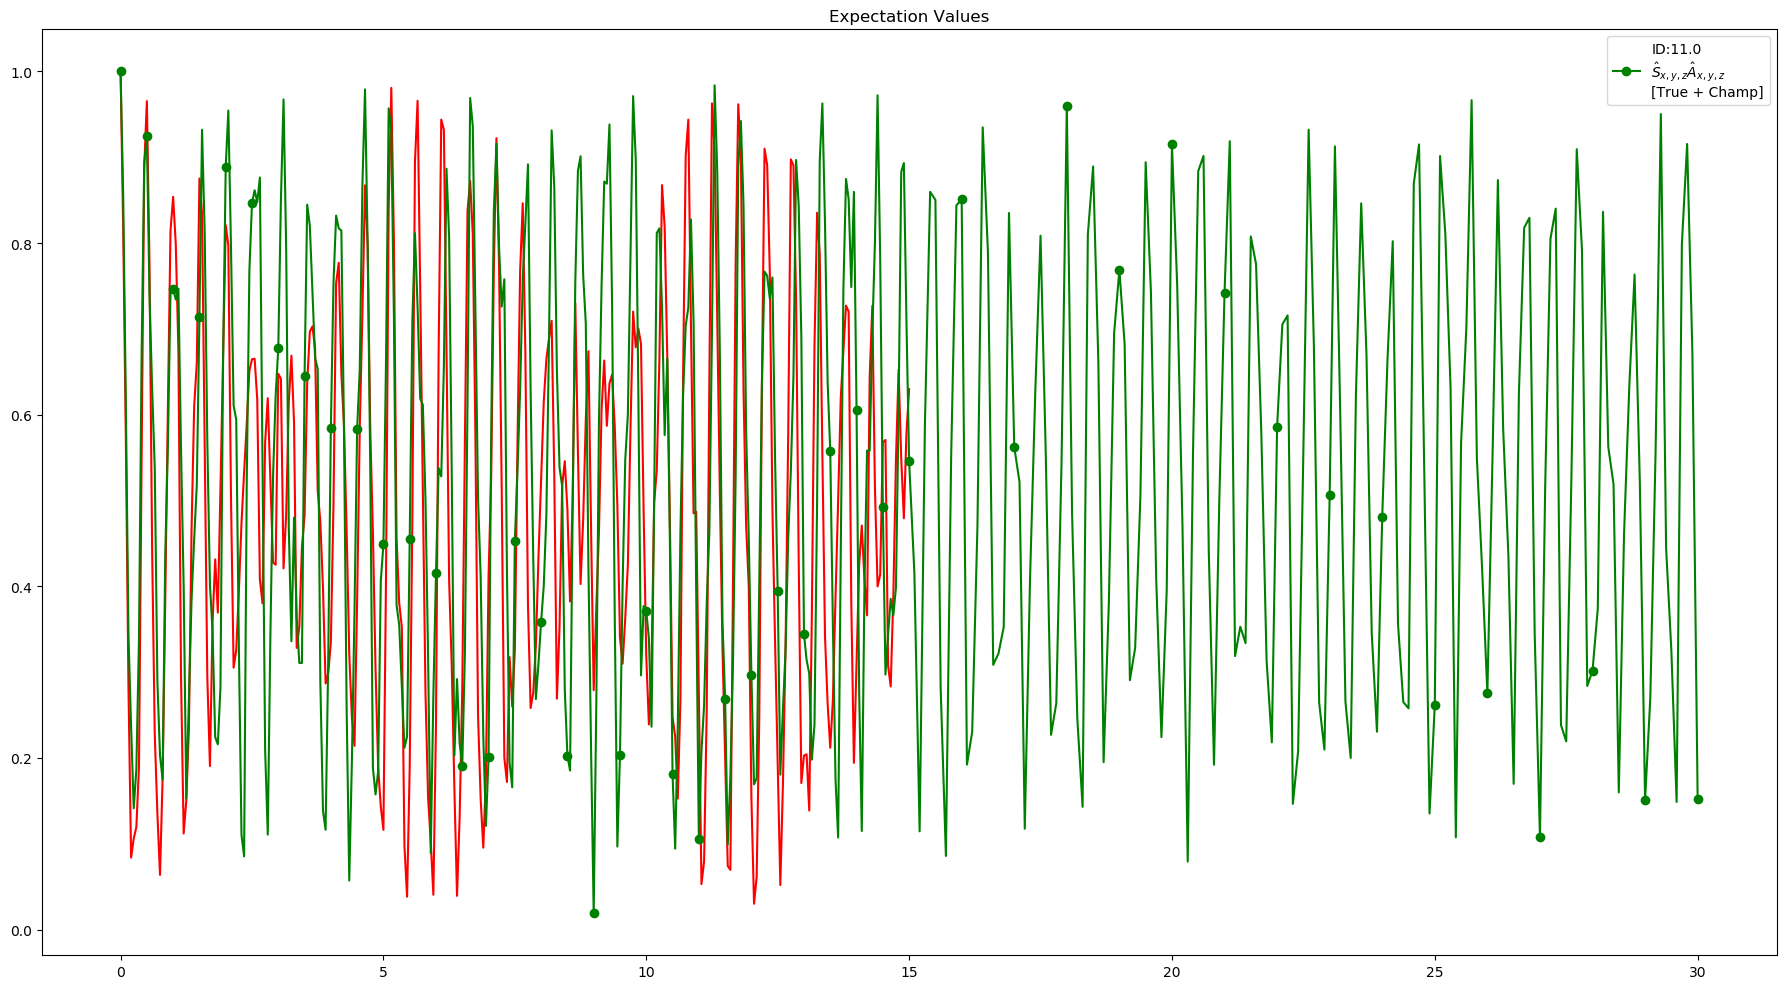 Expectation Values
ID:11.0
$\hat{S}_{x,y,z}\hat{A}_{x,y,z}$
[True + Champ]
1.0
0.8
0.6
0.4
0.2
0.0
0 5 10 15 20 25 30